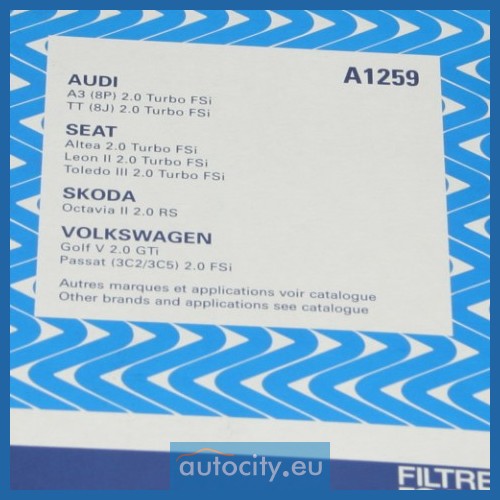 A1259
AUDI
A3 (8P) 2.0 Turbo FSi
TT (8J) 2.0 Turbo FSi
SEAT
Altea 2.0 Turbo FSi
Leon II 2.0 Turbo FSi
Toledo III 2.0 Turbo FSi
SKODA
Octavia II 2.0 RS
VOLKSWAGEN
Golf V 2.0 GTi
Passat (3C2/3C5) 2.0 FSi
Autres marques et applications voir catalogue
Other brands and applications see catalogue
autocity.eu
FILTRE